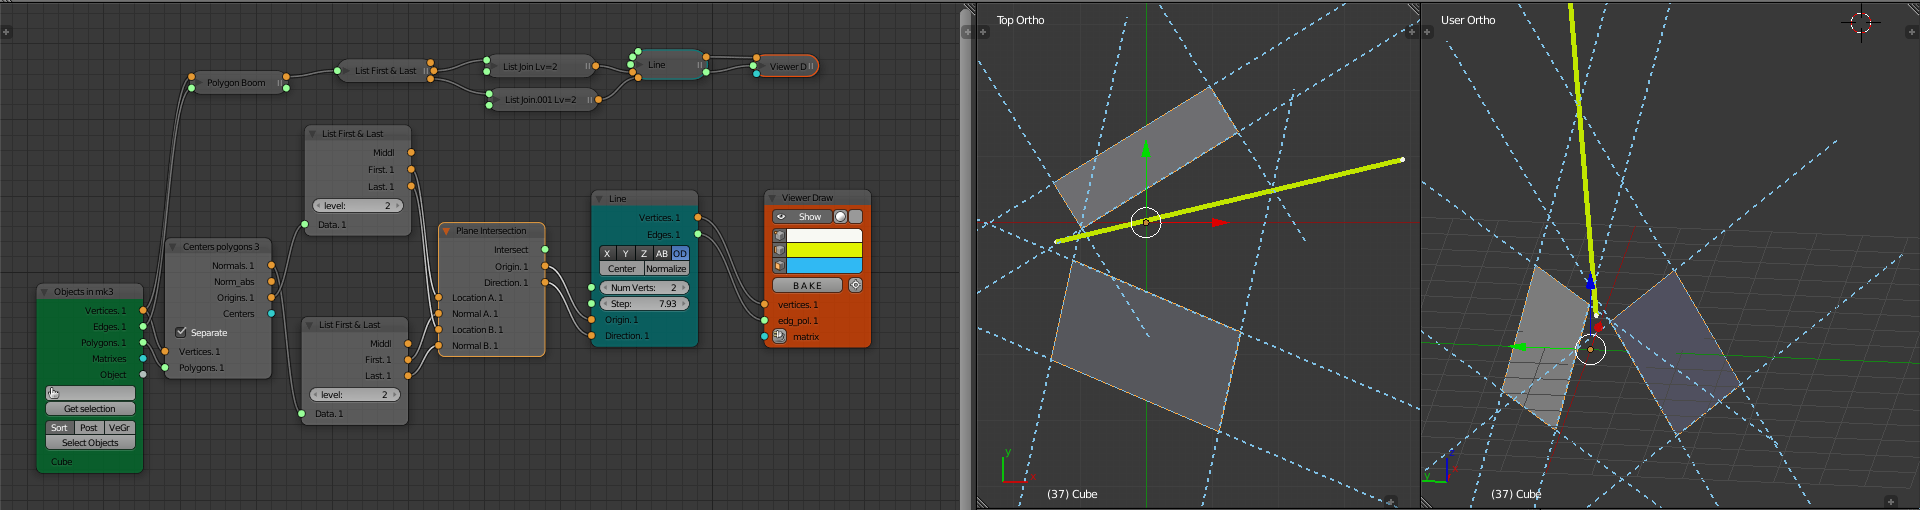 Polygon Boom
List First & Last
List Join Lv=2
List Join.001 Lv=2
Line
Viewer D
List First & Last
Middl
First. 1
Last. 1
level: 2
Data. 1
Centers polygons 3
Normals. 1
Norm_abs
Origins. 1
Centers
Separate
Vertices. 1
Polygons. 1
Objects in mk3
Vertices. 1
Edges. 1
Polygons. 1
Matrixes
Object
Get selection
Sort Post VeGr
Select Objects
Cube
List First & Last
Middl
First. 1
Last. 1
level: 2
Data. 1
Plane Intersection
Intersect
Origin. 1
Direction. 1
Location A. 1
Normal A. 1
Location B. 1
Normal B. 1
Line
Vertices. 1
Edges. 1
X Y Z AB OD
Center Normalize
Num Verts: 2
Step: 7.93
Origin. 1
Direction. 1
Viewer Draw
Show
BAKE
vertices. 1
edg_pol. 1
matrix
Top Ortho
y
(37) Cube
User Ortho
(37) Cube